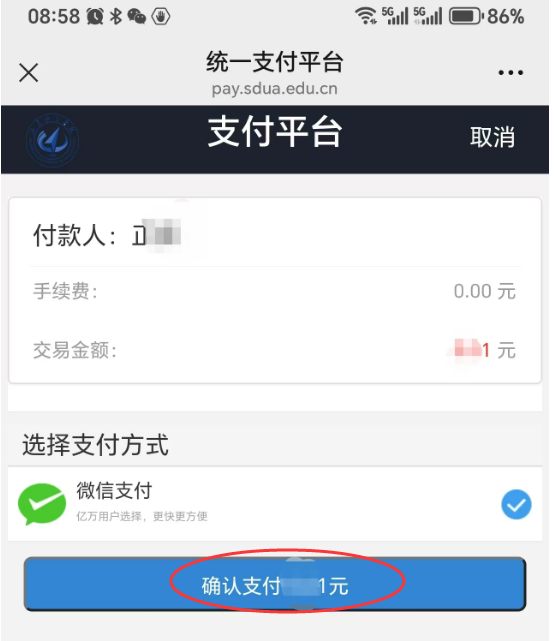 08:58 5G 5G 86%
统一支付平台
pay.sdua.edu.cn
支付平台 取消
付款人：
手续费: 0.00 元
交易金额: 1 元
选择支付方式
微信支付
亿万用户选择，更快更方便
确认支付 1元